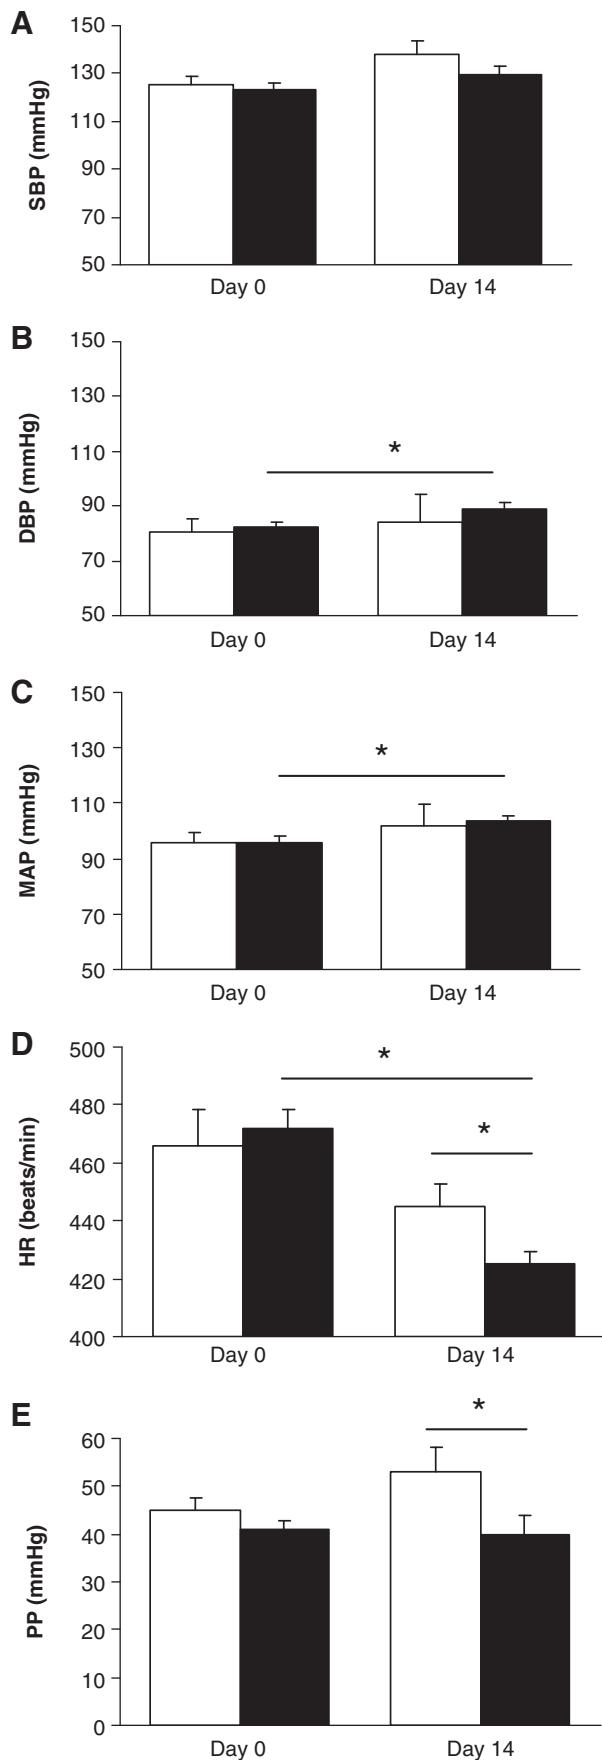 A
SBP (mmHg)
150
130
110
90
70
50
Day 0
Day 14
B
DBP (mmHg)
150
130
110
90
70
50
*
Day 0
Day 14
C
MAP (mmHg)
150
130
110
90
70
50
*
Day 0
Day 14
D
HR (beats/min)
500
480
460
440
420
400
*
*
Day 0
Day 14
E
PP (mmHg)
60
50
40
30
20
10
0
*
Day 0
Day 14